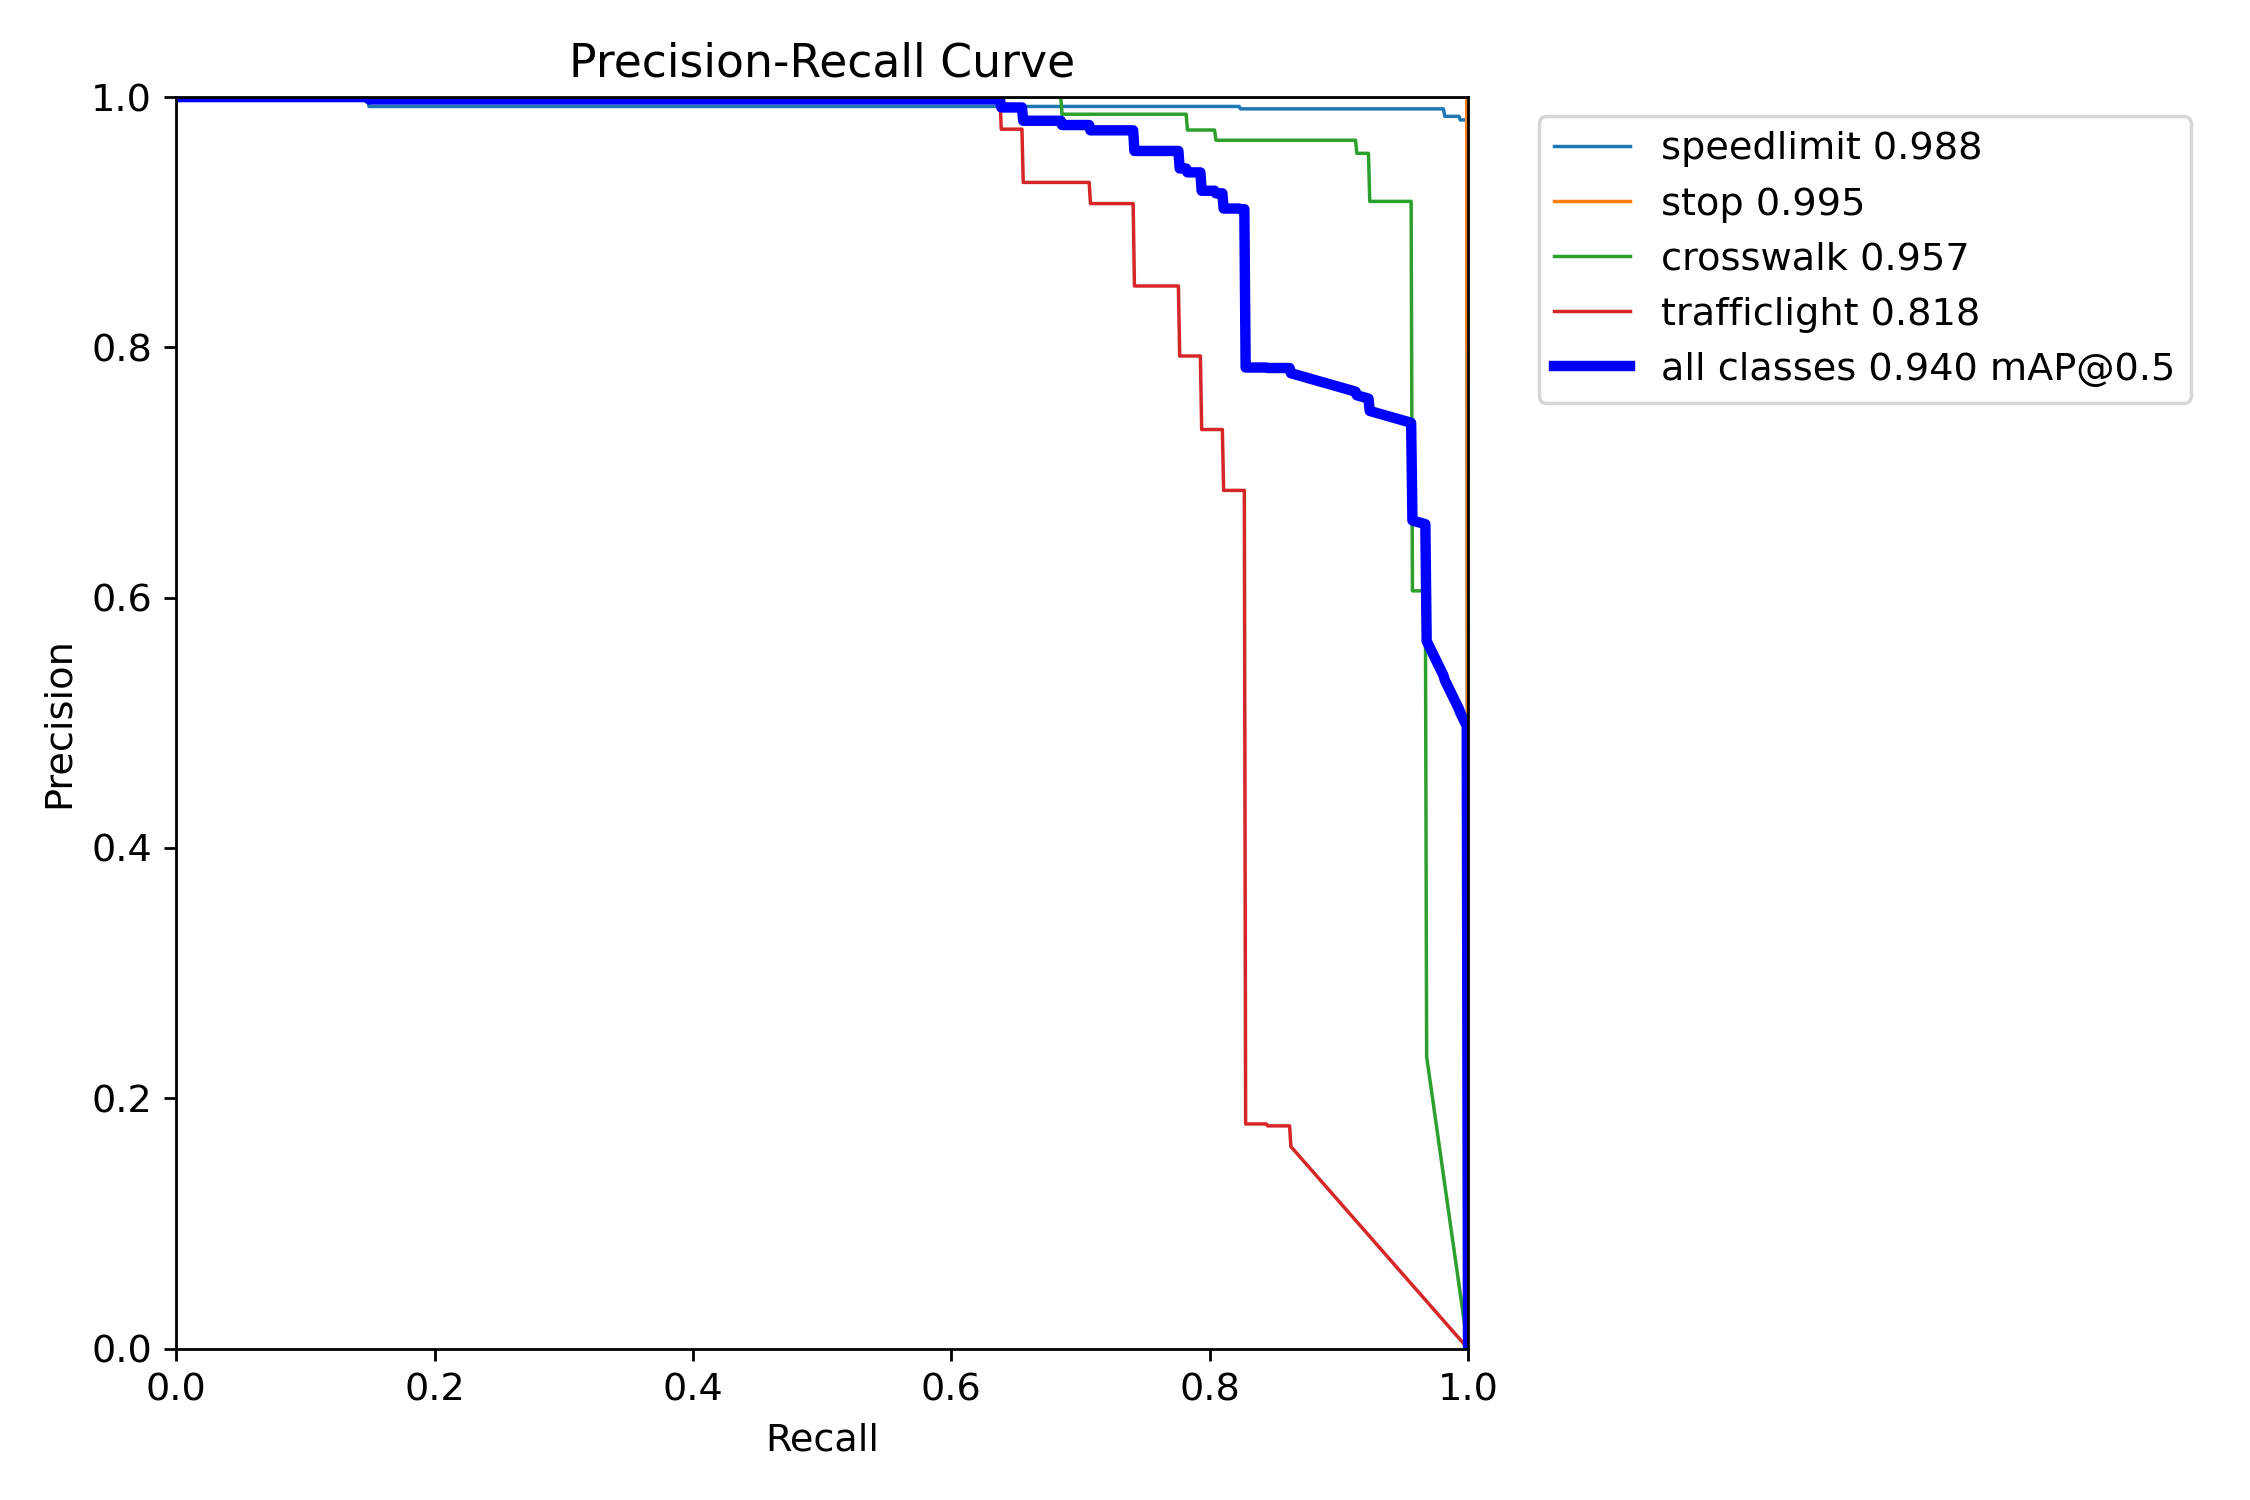 Precision-Recall Curve
1.0
0.8
0.6
0.4
0.2
0.0
Precision
0.0 0.2 0.4 0.6 0.8 1.0
Recall
speedlimit 0.988
stop 0.995
crosswalk 0.957
trafficlight 0.818
all classes 0.940 mAP@0.5